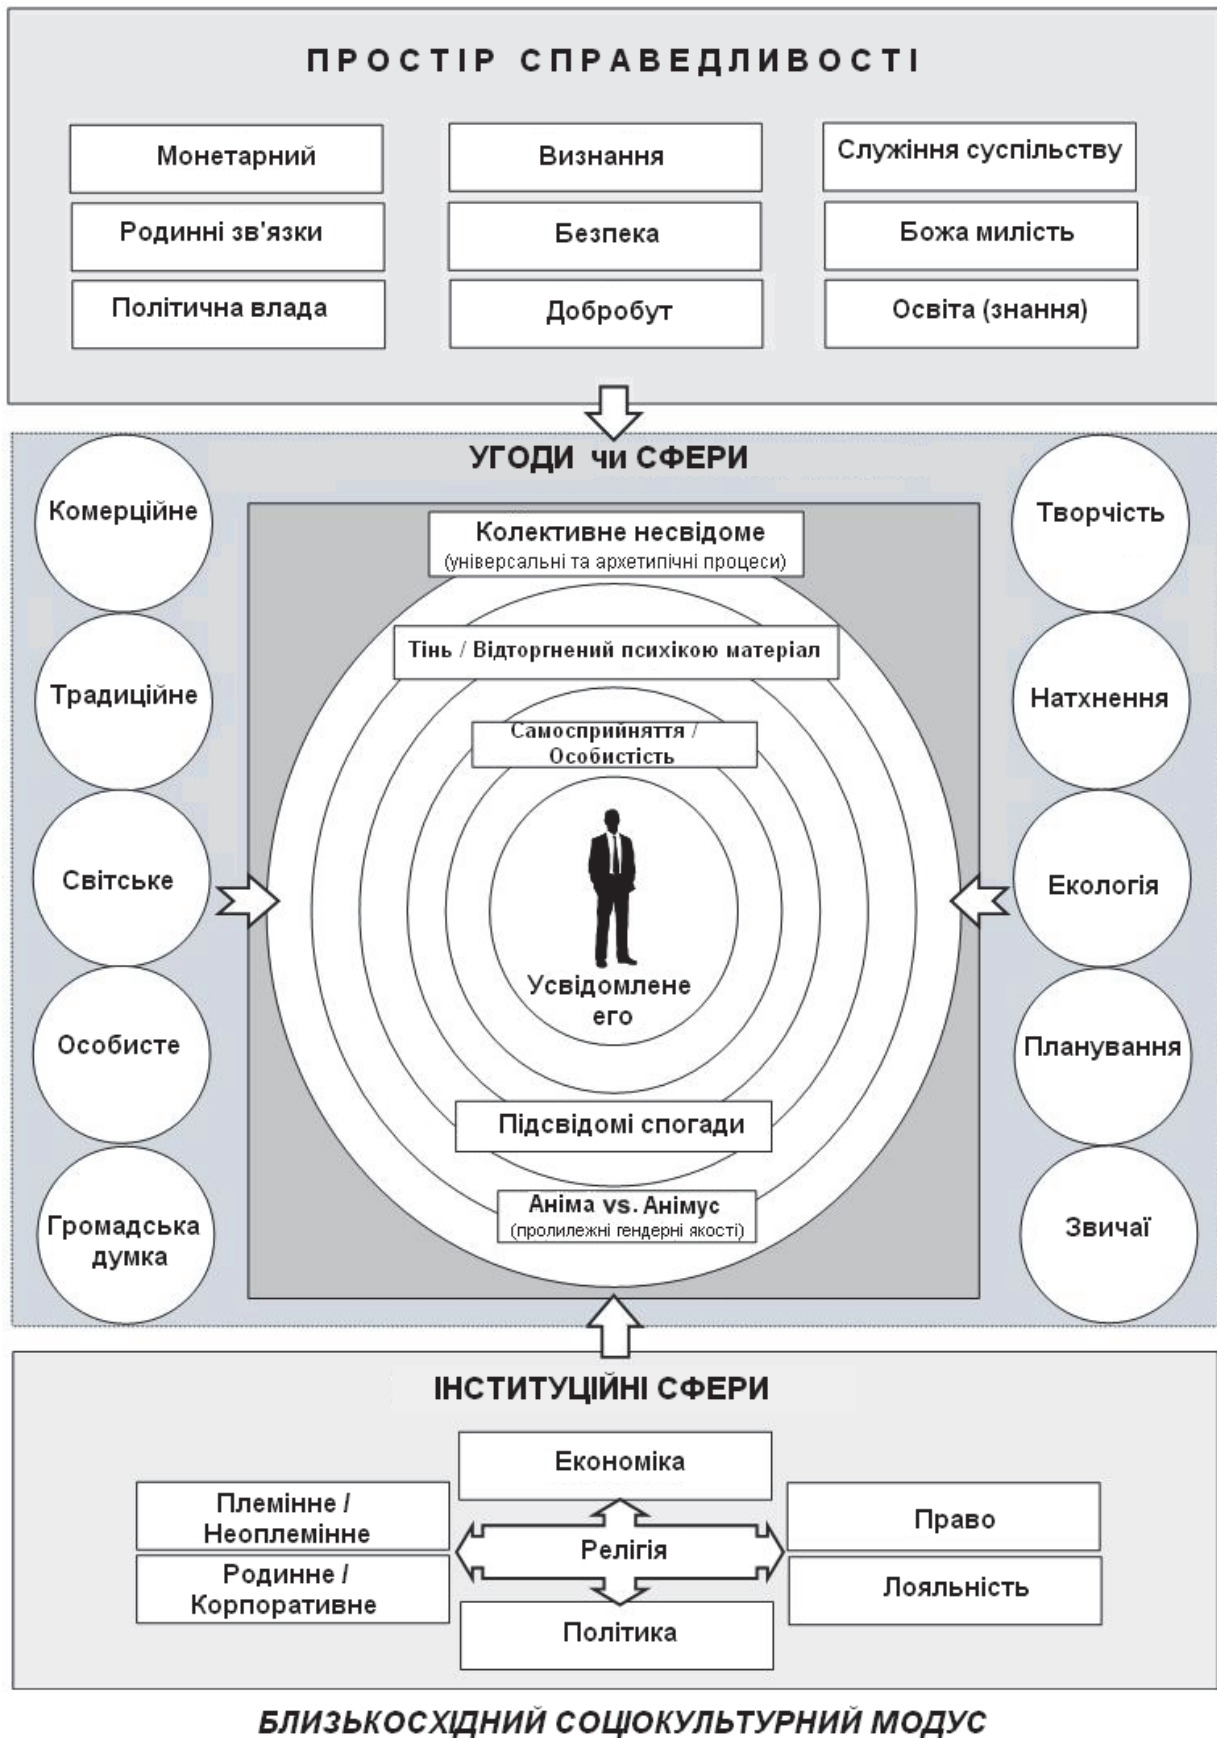 ПРОСТІР СПРАВЕДЛИВОСТІ
Монетарний
Визнання
Служіння суспільству
Родинні зв'язки
Безпека
Божа милість
Політична влада
Добробут
Освіта (знання)
УГОДИ чи СФЕРИ
Комерційне
Традиційне
Світське
Особисте
Громадська
думка
Колективне несвідоме
(універсальні та архетипічні процеси)
Тінь / Відторгнений психікою матеріал
Самосприйняття /
Особистість
Усвідомлене
его
Підсвідомі спогади
Аніма vs. Анімус
(пролилежні гендерні якості)
Творчість
Натхнення
Екологія
Планування
Звичаї
ІНСТИТУЦІЙНІ СФЕРИ
Економіка
Племінне /
Неоплемінне
Родинне /
Корпоративне
Релігія
Право
Лояльність
Політика
БЛИЗЬКОСХІДНИЙ СОЦІОКУЛЬТУРНИЙ МОДУС